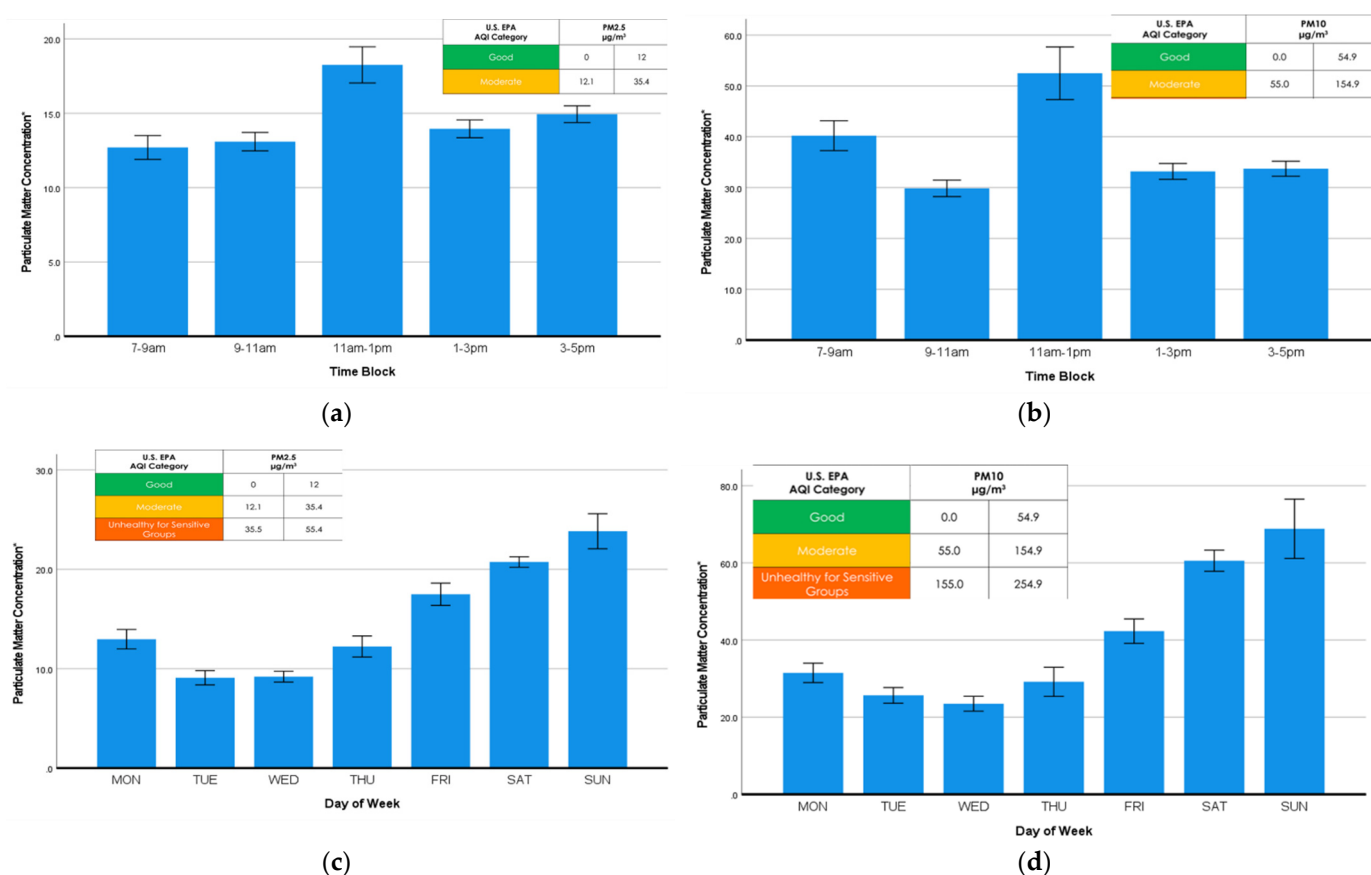 U.S. EPA
AQI Category
PM2.5
µg/m³
Good 0 12
Moderate 12.1 35.4
Particulate Matter Concentration*
20.0
15.0
10.0
5.0
.0
7-9am 9-11am 11am-1pm 1-3pm 3-5pm
Time Block
(a)
U.S. EPA
AQI Category
PM10
µg/m³
Good 0.0 54.9
Moderate 55.0 154.9
Particulate Matter Concentration*
60.0
50.0
40.0
30.0
20.0
10.0
.0
7-9am 9-11am 11am-1pm 1-3pm 3-5pm
Time Block
(b)
U.S. EPA
AQI Category
PM2.5
µg/m³
Good 0 12
Moderate 12.1 35.4
Unhealthy for Sensitive
Groups
35.5 55.4
Particulate Matter Concentration*
30.0
20.0
10.0
.0
MON TUE WED THU FRI SAT SUN
Day of Week
(c)
U.S. EPA
AQI Category
PM10
µg/m³
Good 0.0 54.9
Moderate 55.0 154.9
Unhealthy for Sensitive
Groups
155.0 254.9
Particulate Matter Concentration*
80.0
60.0
40.0
20.0
.0
MON TUE WED THU FRI SAT SUN
Day of Week
(d)